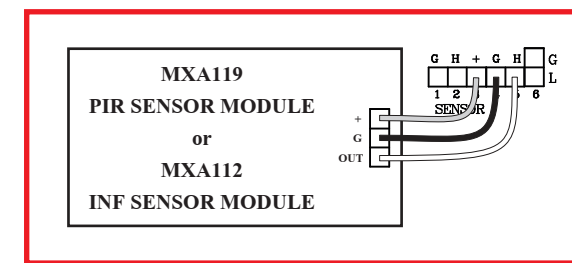 MXA119
PIR SENSOR MODULE
or
MXA112
INF SENSOR MODULE
+
G
OUT
G H + G H G
L
1 2 6
SENSOR